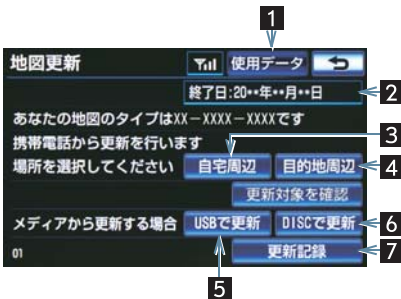 1
地図更新 使用データ
終了日:20••年••月••日 2
あなたの地図のタイプはXX－XXXX－XXXXです
携帯電話から更新を行います 3
場所を選択してください 自宅周辺 目的地周辺 4
更新対象を確認
メディアから更新する場合 USBで更新 DISCで更新 6
01 更新記録 7
5